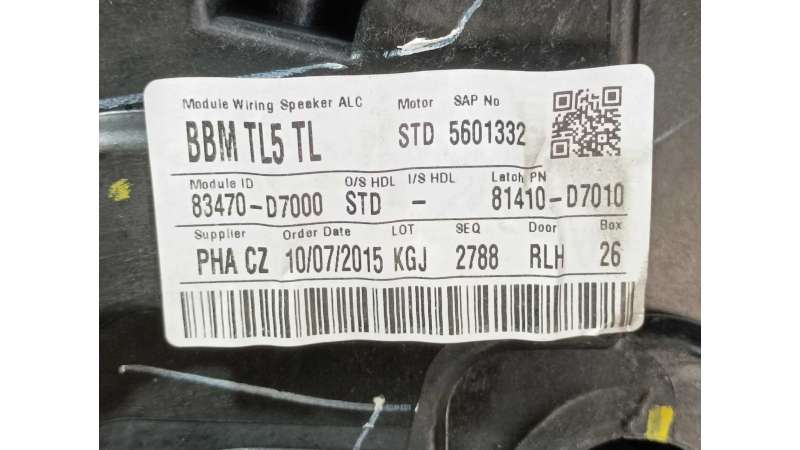 Module Wiring Speaker ALC Motor SAP No
BBM TL5 TL STD 5601332
Module ID O/S HDL I/S HDL Latch PN
83470-D7000 STD - 81410-D7010
Supplier Order Date LOT SEQ Door Box
PHA CZ 10/07/2015 KGJ 2788 RLH 26